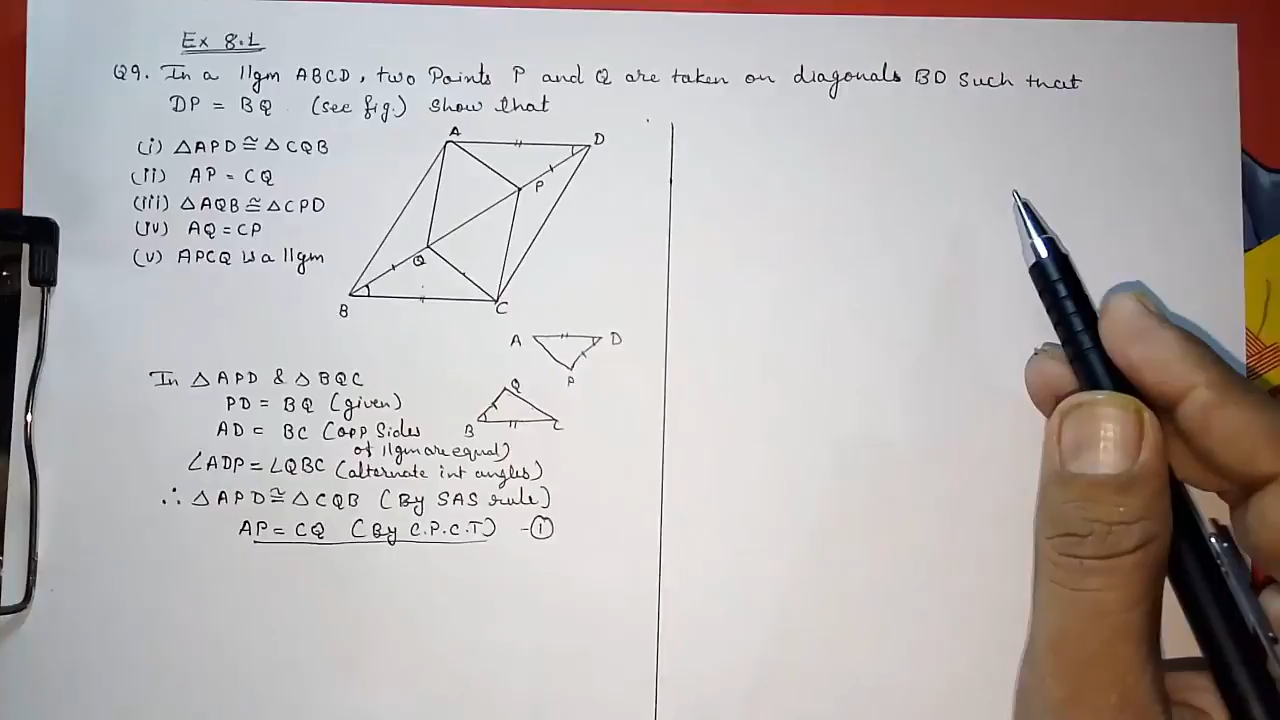 Ex 8.1
Q9. In a ||gm ABCD, two Points P and Q are taken on diagonals BD Such that
DP = BQ. (see fig.) Show that
(i) △APD ≅ △CQB
(ii) AP = CQ
(iii) △AQB ≅ △CPD
(iv) AQ = CP
(v) APCQ is a ||gm
A
D
P
Q
B
C
A D
P
Q
B C
In △APD & △BQC
PD = BQ (given)
AD = BC (opp Sides
of ||gm are equal)
∠ADP = ∠QBC (alternate int angles)
∴ △APD ≅ △CQB (By SAS rule)
AP = CQ (By C.P.C.T) -①